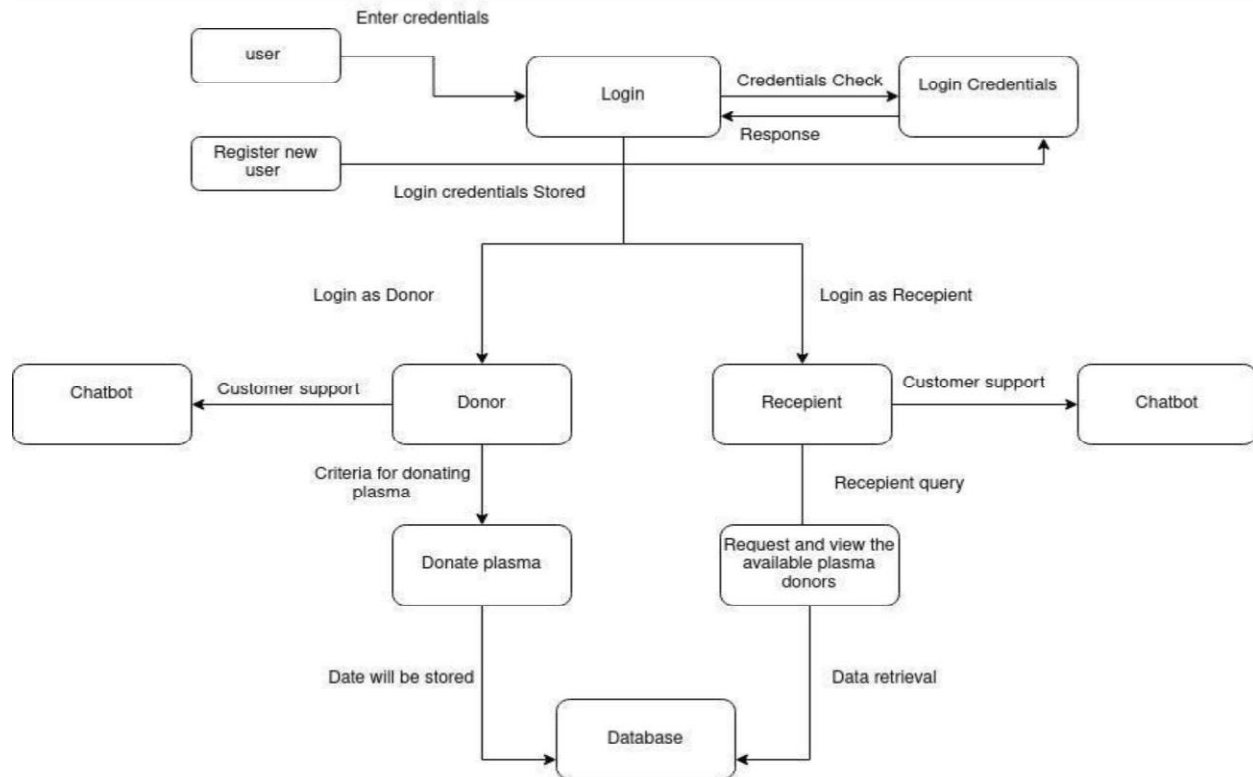 Enter credentials
user
Login
Credentials Check
Login Credentials
Response
Register new
user
Login credentials Stored
Login as Donor
Login as Recepient
Chatbot
Customer support
Donor
Recepient
Customer support
Chatbot
Criteria for donating
plasma
Recepient query
Donate plasma
Request and view the
available plasma
donors
Date will be stored
Data retrieval
Database